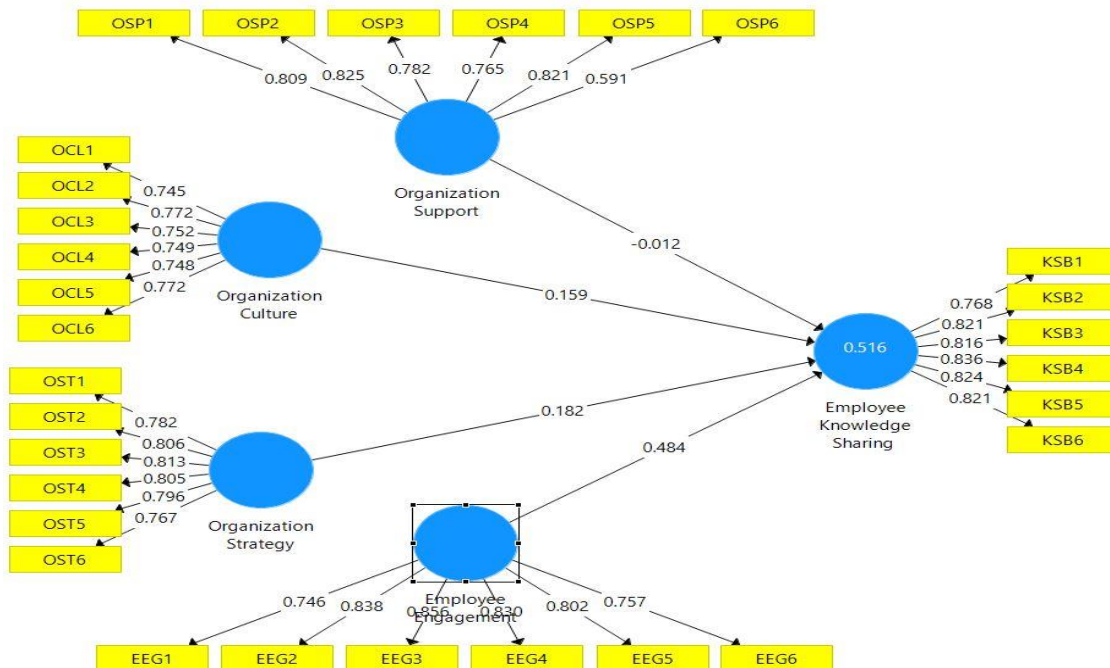 OSP1 OSP2 OSP3 OSP4 OSP5 OSP6
0.809 0.825 0.782 0.765 0.821 0.591
Organization
Support
OCL1
OCL2
OCL3
OCL4
OCL5
OCL6
0.745
0.772
0.752
0.749
0.748
0.772
Organization
Culture
-0.012
0.159
0.182
0.484
OST1
OST2
OST3
OST4
OST5
OST6
0.782
0.806
0.813
0.805
0.796
0.767
Organization
Strategy
0.516
Employee
Knowledge
Sharing
0.768
0.821
0.816
0.836
0.824
0.821
KSB1
KSB2
KSB3
KSB4
KSB5
KSB6
Employee
Engagement
0.746 0.838 0.856 0.830 0.802 0.757
EEG1 EEG2 EEG3 EEG4 EEG5 EEG6